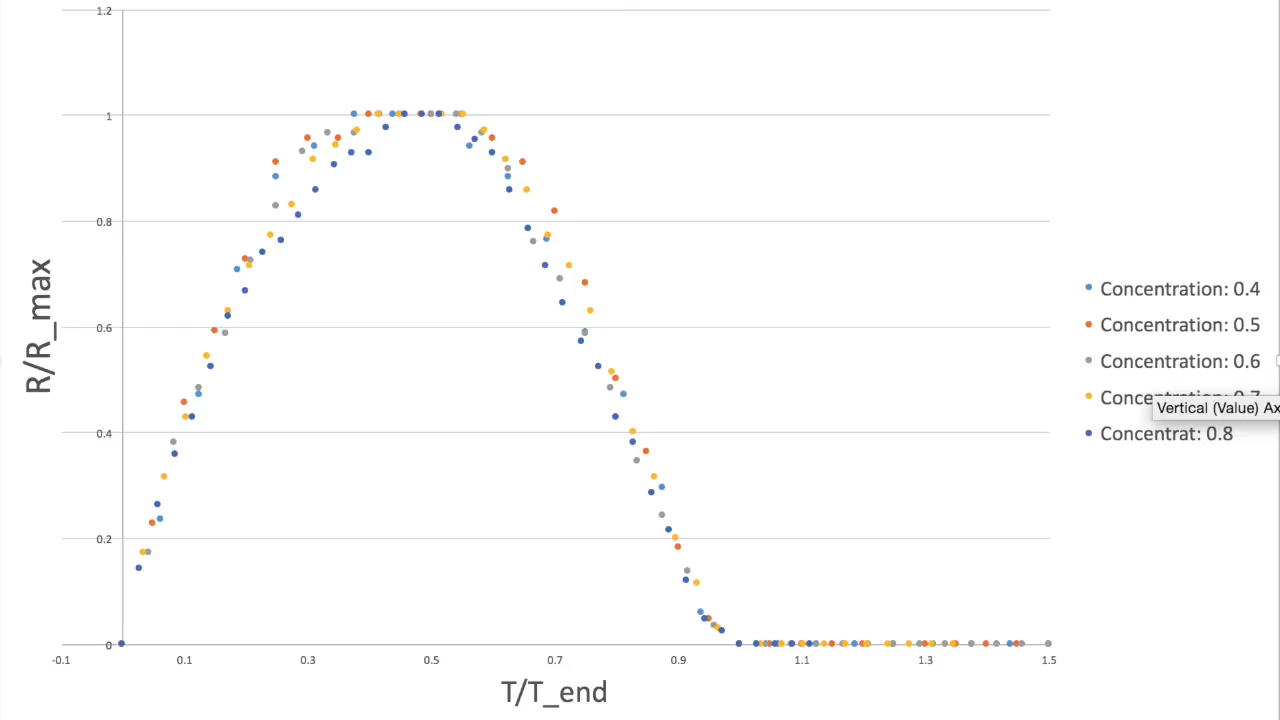 1.2
1
0.8
0.6
0.4
0.2
0
-0.1 0.1 0.3 0.5 0.7 0.9 1.1 1.3 1.5
R/R_max
T/T_end
Concentration: 0.4
Concentration: 0.5
Concentration: 0.6
Vertical (Value) Ax
Concentrat: 0.8